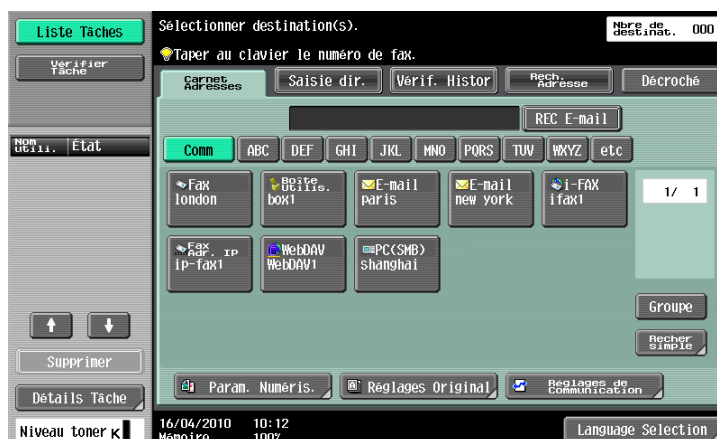 Liste Tâches
Sélectionner destination(s).
Nbre de destinat. 000
Taper au clavier le numéro de fax.
Vérifier Tâche
Carnet Adresses
Saisie dir.
Vérif. Histor
Rech. Adresse
Décroché
REC E-mail
Nom Utili.
État
Comm
ABC
DEF
GHI
JKL
MNO
PQRS
TUV
WXYZ
etc
Fax
london
Boîte Utilis.
box1
E-mail
paris
E-mail
new york
i-FAX
ifax1
1/ 1
Fax Adr. IP
ip-fax1
WebDAV
WebDAV1
PC(SMB)
shanghai
Groupe
Recher simple
Supprimer
Détails Tâche
Param. Numéris.
Réglages Original
Réglages de Communication
Niveau toner K
16/04/2010 10:12
Mémoire 100%
Language Selection